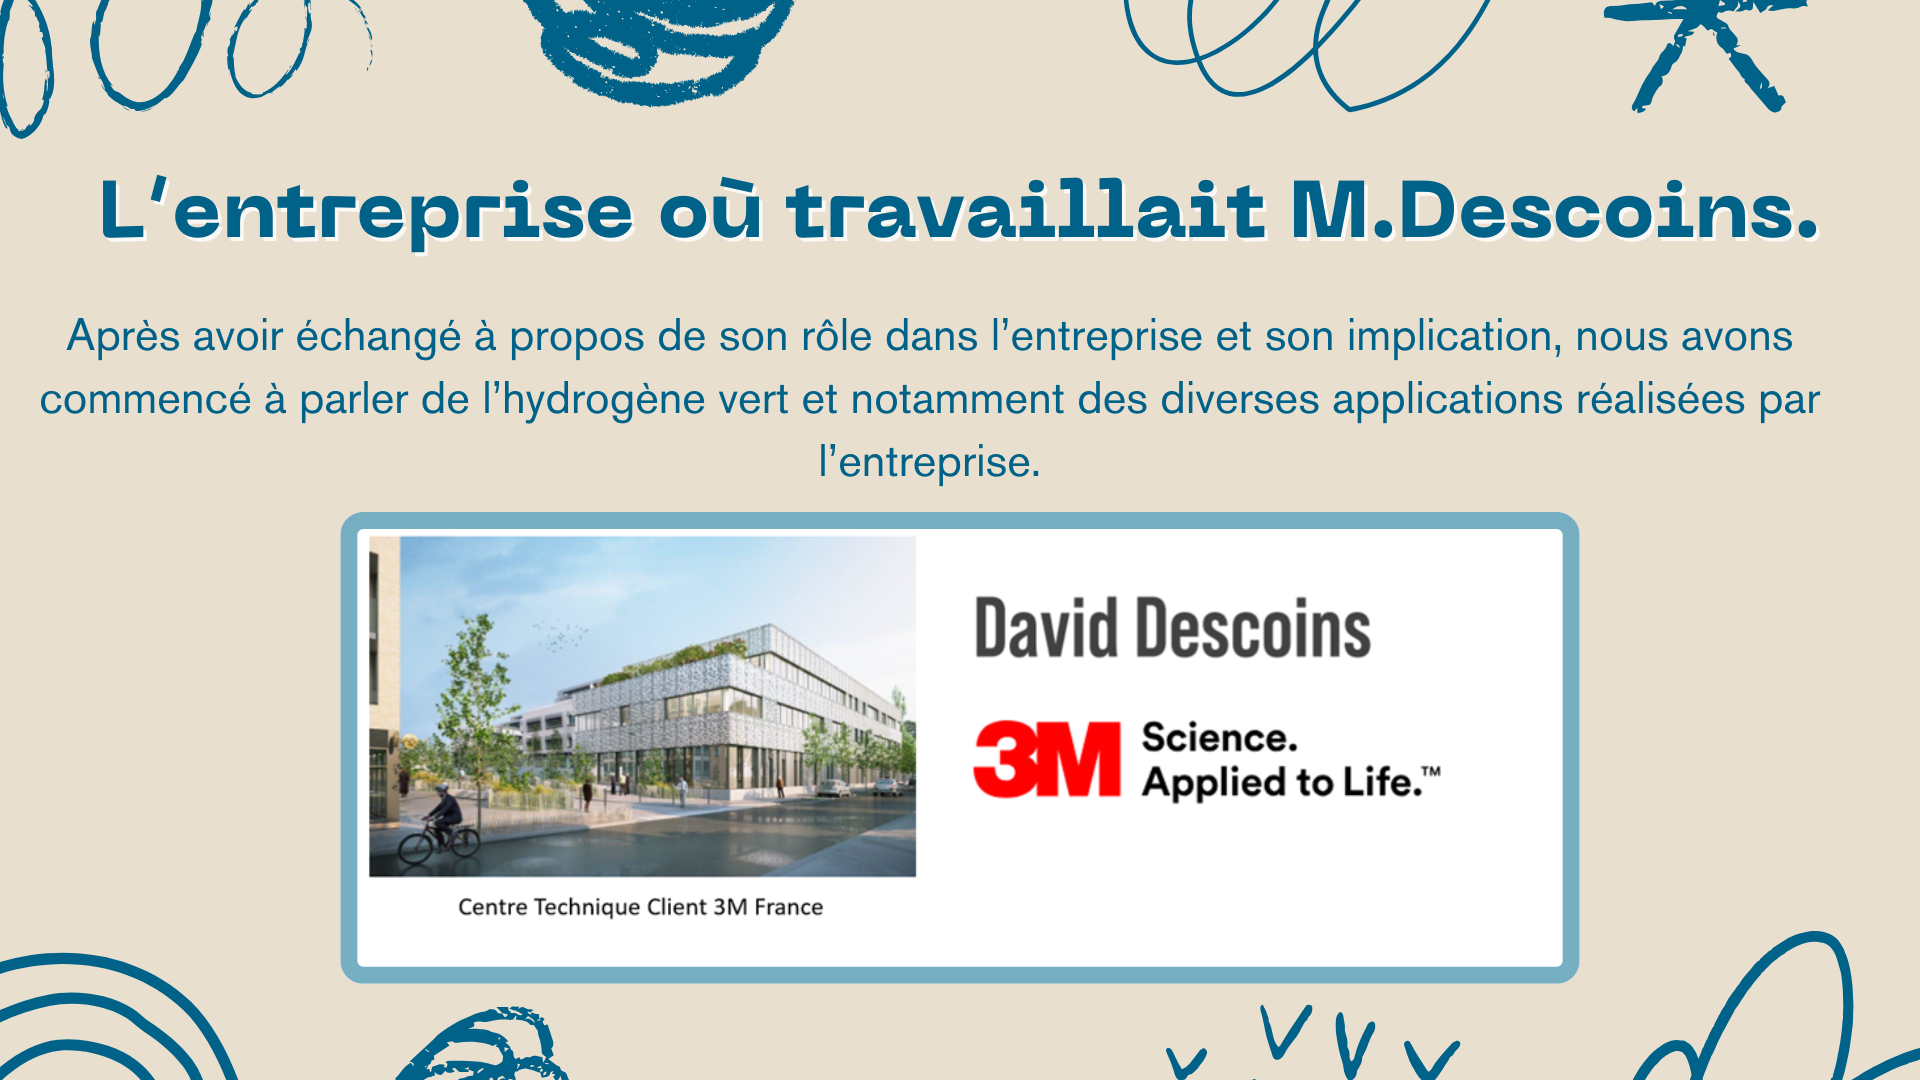 L'entreprise où travaillait M.Descoins.
Après avoir échangé à propos de son rôle dans l'entreprise et son implication, nous avons
commencé à parler de l'hydrogène vert et notamment des diverses applications réalisées par
l'entreprise.
David Descoins
3M Science.
Applied to Life.™
Centre Technique Client 3M France